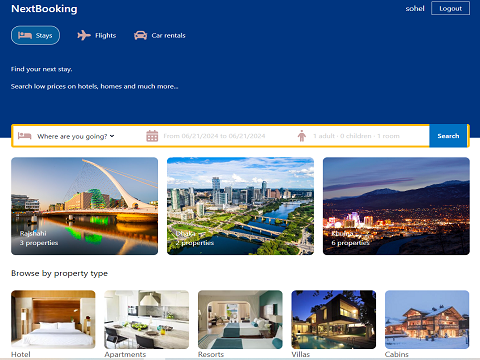 NextBooking
sohel
Logout
Stays
Flights
Car rentals
Find your next stay.
Search low prices on hotels, homes and much more...
Where are you going?
From 06/21/2024 to 06/21/2024
1 adult · 0 children · 1 room
Search
Rajshahi
3 properties
Dhaka
2 properties
Khulna
6 properties
Browse by property type
Hotel
Apartments
Resorts
Villas
Cabins